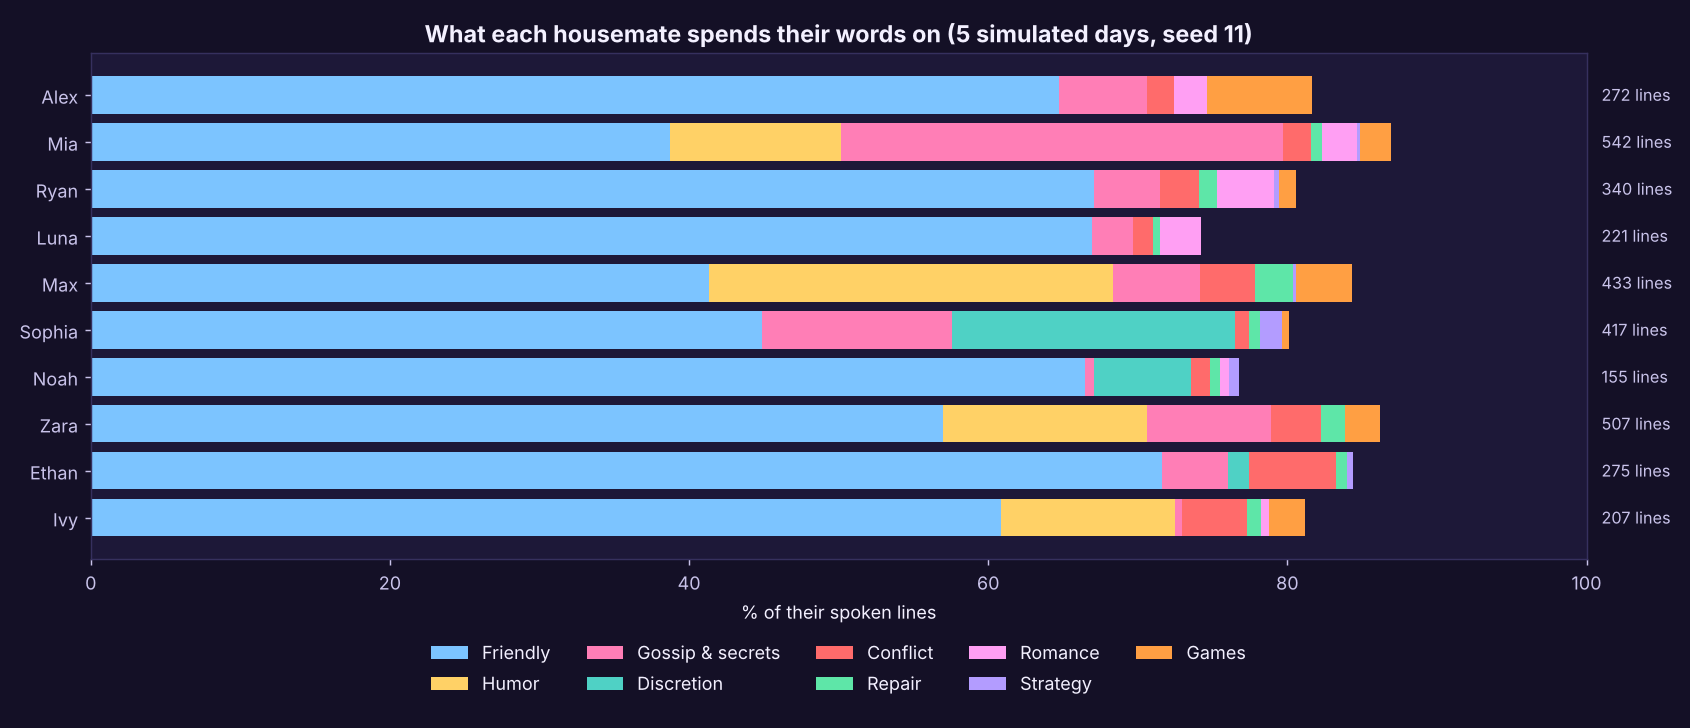 What each housemate spends their words on (5 simulated days, seed 11)
Alex 272 lines
Mia 542 lines
Ryan 340 lines
Luna 221 lines
Max 433 lines
Sophia 417 lines
Noah 155 lines
Zara 507 lines
Ethan 275 lines
Ivy 207 lines
0 20 40 60 80 100
% of their spoken lines
Friendly Gossip & secrets Conflict Romance Games
Humor Discretion Repair Strategy